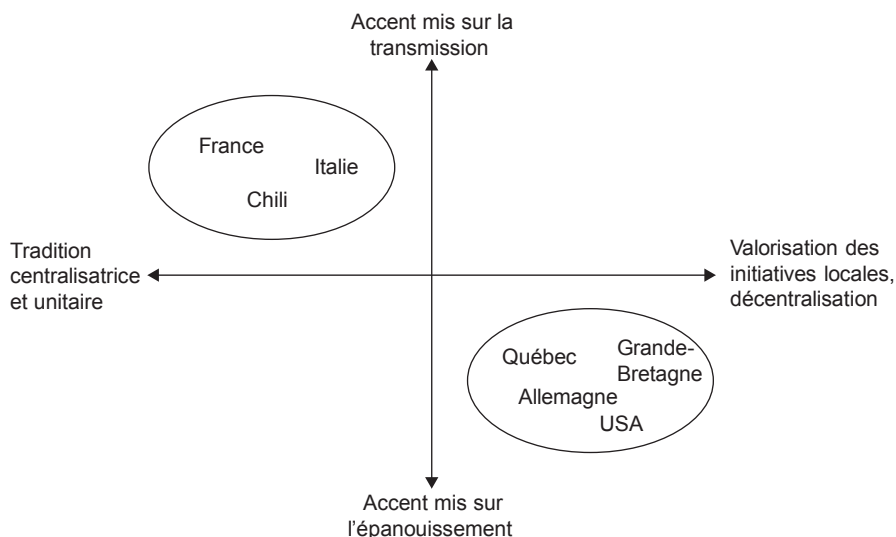 Accent mis sur la
transmission
France
Italie
Chili
Tradition
centralisatrice
et unitaire
Valorisation des
initiatives locales,
décentralisation
Québec
Grande-
Bretagne
Allemagne
USA
Accent mis sur
l'épanouissement